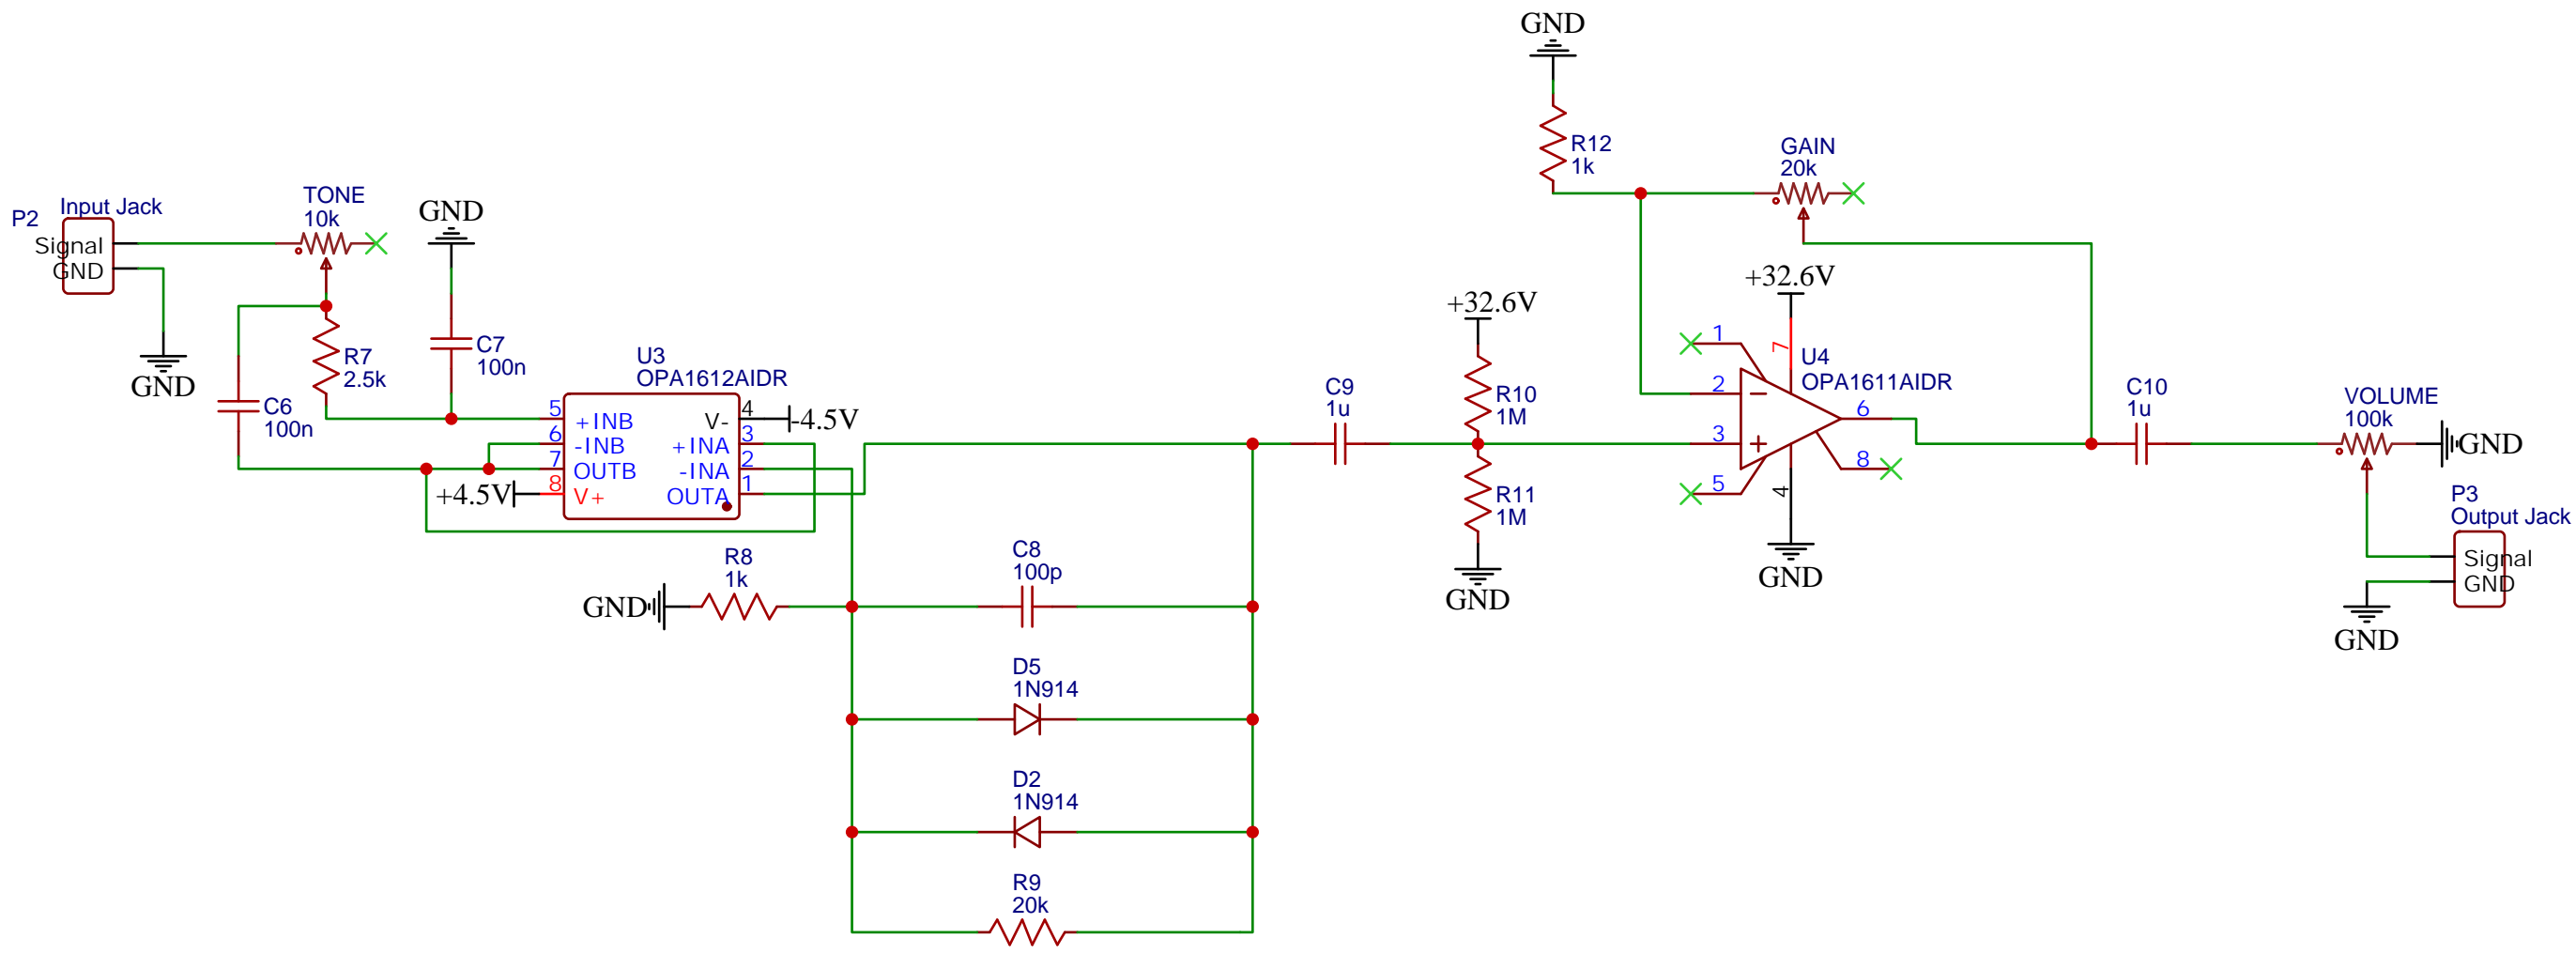 GND
R12
1k
GAIN
20k
P2
Input Jack
Signal
GND
GND
TONE
10k
GND
C6
100n
R7
2.5k
C7
100n
U3
OPA1612AIDR
5
+INB
6
-INB
7
OUTB
8
V+
V-
4
+INA
3
-INA
2
OUTA
1
+4.5V
-4.5V
R8
1k
GND
C8
100p
D5
1N914
D2
1N914
R9
20k
C9
1u
+32.6V
R10
1M
R11
1M
GND
+32.6V
U4
OPA1611AIDR
1
2
3
5
7
4
6
8
GND
C10
1u
VOLUME
100k
GND
P3
Output Jack
Signal
GND
GND